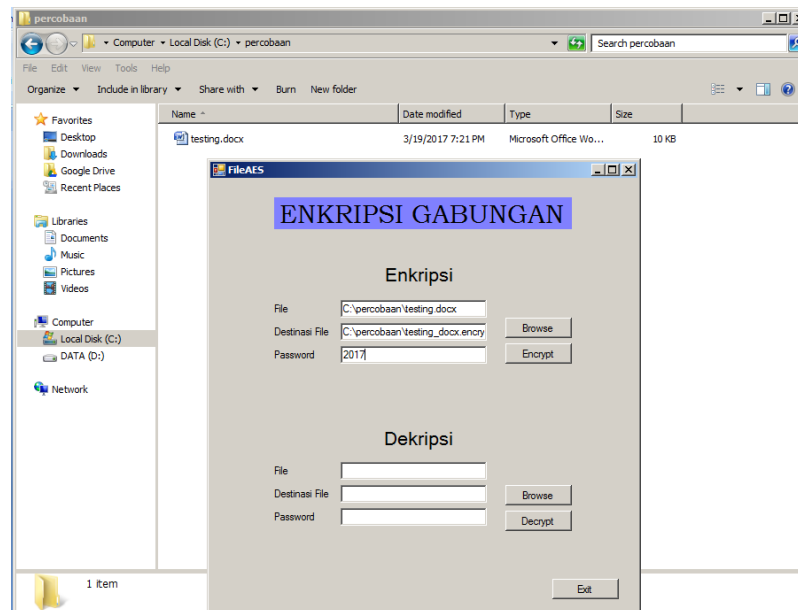 percobaan
Computer Local Disk (C:) percobaan
Search percobaan
File Edit View Tools Help
Organize Include in library Share with Burn New folder
Name Date modified Type Size
Favorites
Desktop
Downloads
Google Drive
Recent Places
Libraries
Documents
Music
Pictures
Videos
Computer
Local Disk (C:)
DATA (D:)
Network
testing.docx 3/19/2017 7:21 PM Microsoft Office Wo... 10 KB
FileAES
ENKRIPSI GABUNGAN
Enkripsi
File C:\percobaan\testing.docx
Destinasi File C:\percobaan\testing_docx.encry Browse
Password 2017 Encrypt
Dekripsi
File
Destinasi File Browse
Password Decrypt
Exit
1 item